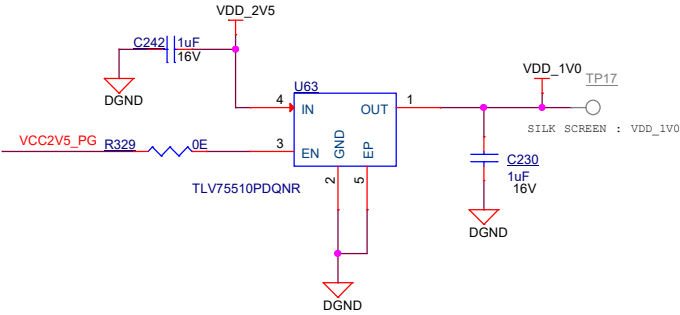 VDD_2V5
C242
1uF
16V
DGND
U63
VDD_1V0
TP17
4
IN
OUT
1
SILK SCREEN : VDD_1V0
VCC2V5_PG
R329
0E
3
EN
GND
EP
C230
1uF
16V
2
5
TLV75510PDQNR
DGND
DGND